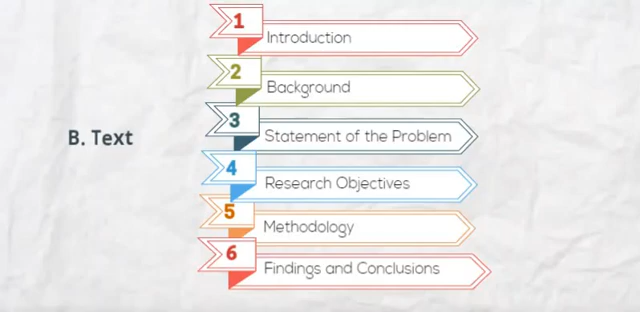 B. Text
1 Introduction
2 Background
3 Statement of the Problem
4 Research Objectives
5 Methodology
6 Findings and Conclusions